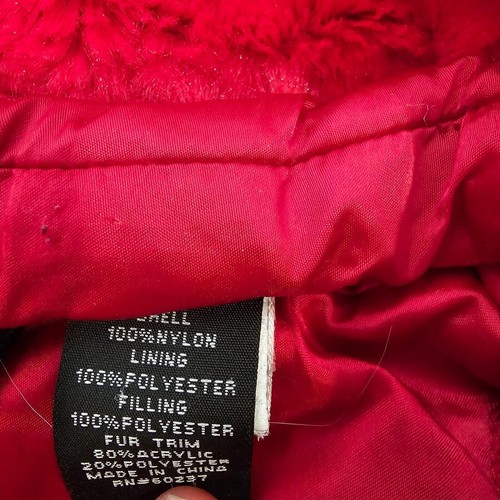 SHELL
100%NYLON
LINING
100%POLYESTER
FILLING
100%POLYESTER
FUR TRIM
80%ACRYLIC
20%POLYESTER
MADE IN CHINA
RN#60237